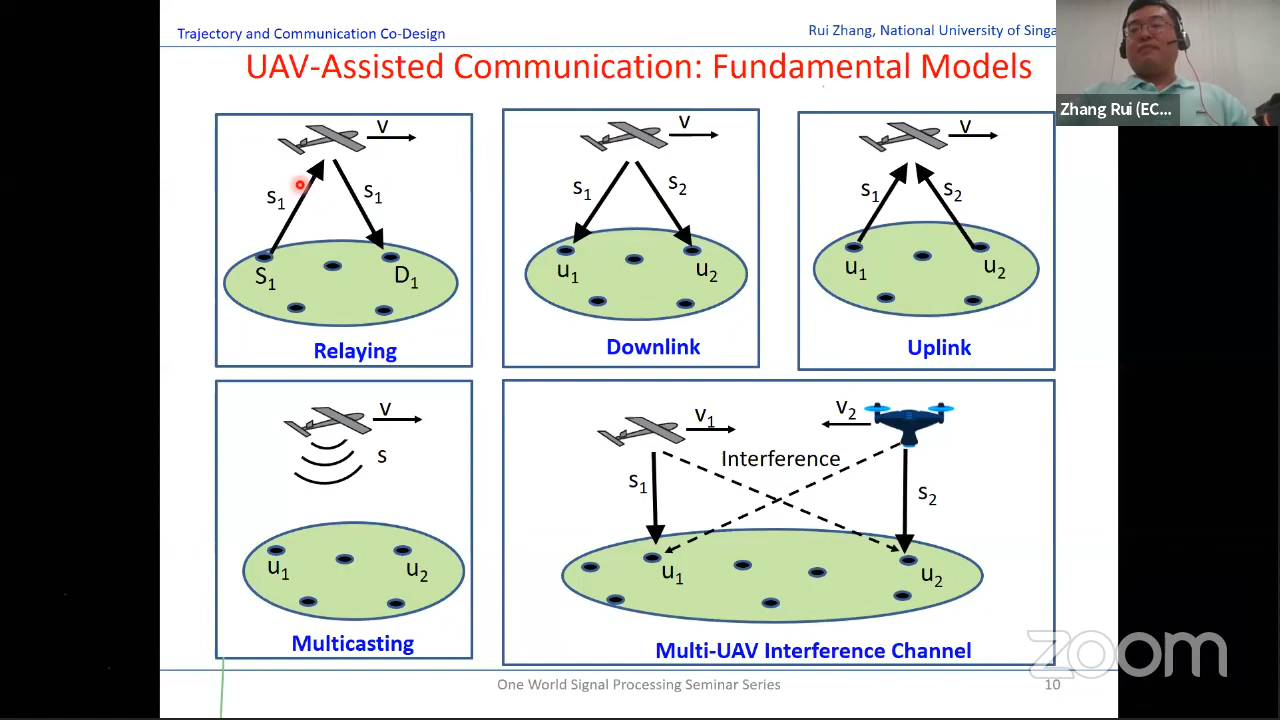 Trajectory and Communication Co-Design
Rui Zhang, National University of Singa
UAV-Assisted Communication: Fundamental Models
Zhang Rui (EC...
v
s1
s1
S1
D1
Relaying
v
s1
s2
u1
u2
Downlink
v
s1
s2
u1
u2
Uplink
v
s
u1
u2
Multicasting
v1
v2
Interference
s1
s2
u1
u2
Multi-UAV Interference Channel
zoom
One World Signal Processing Seminar Series
10